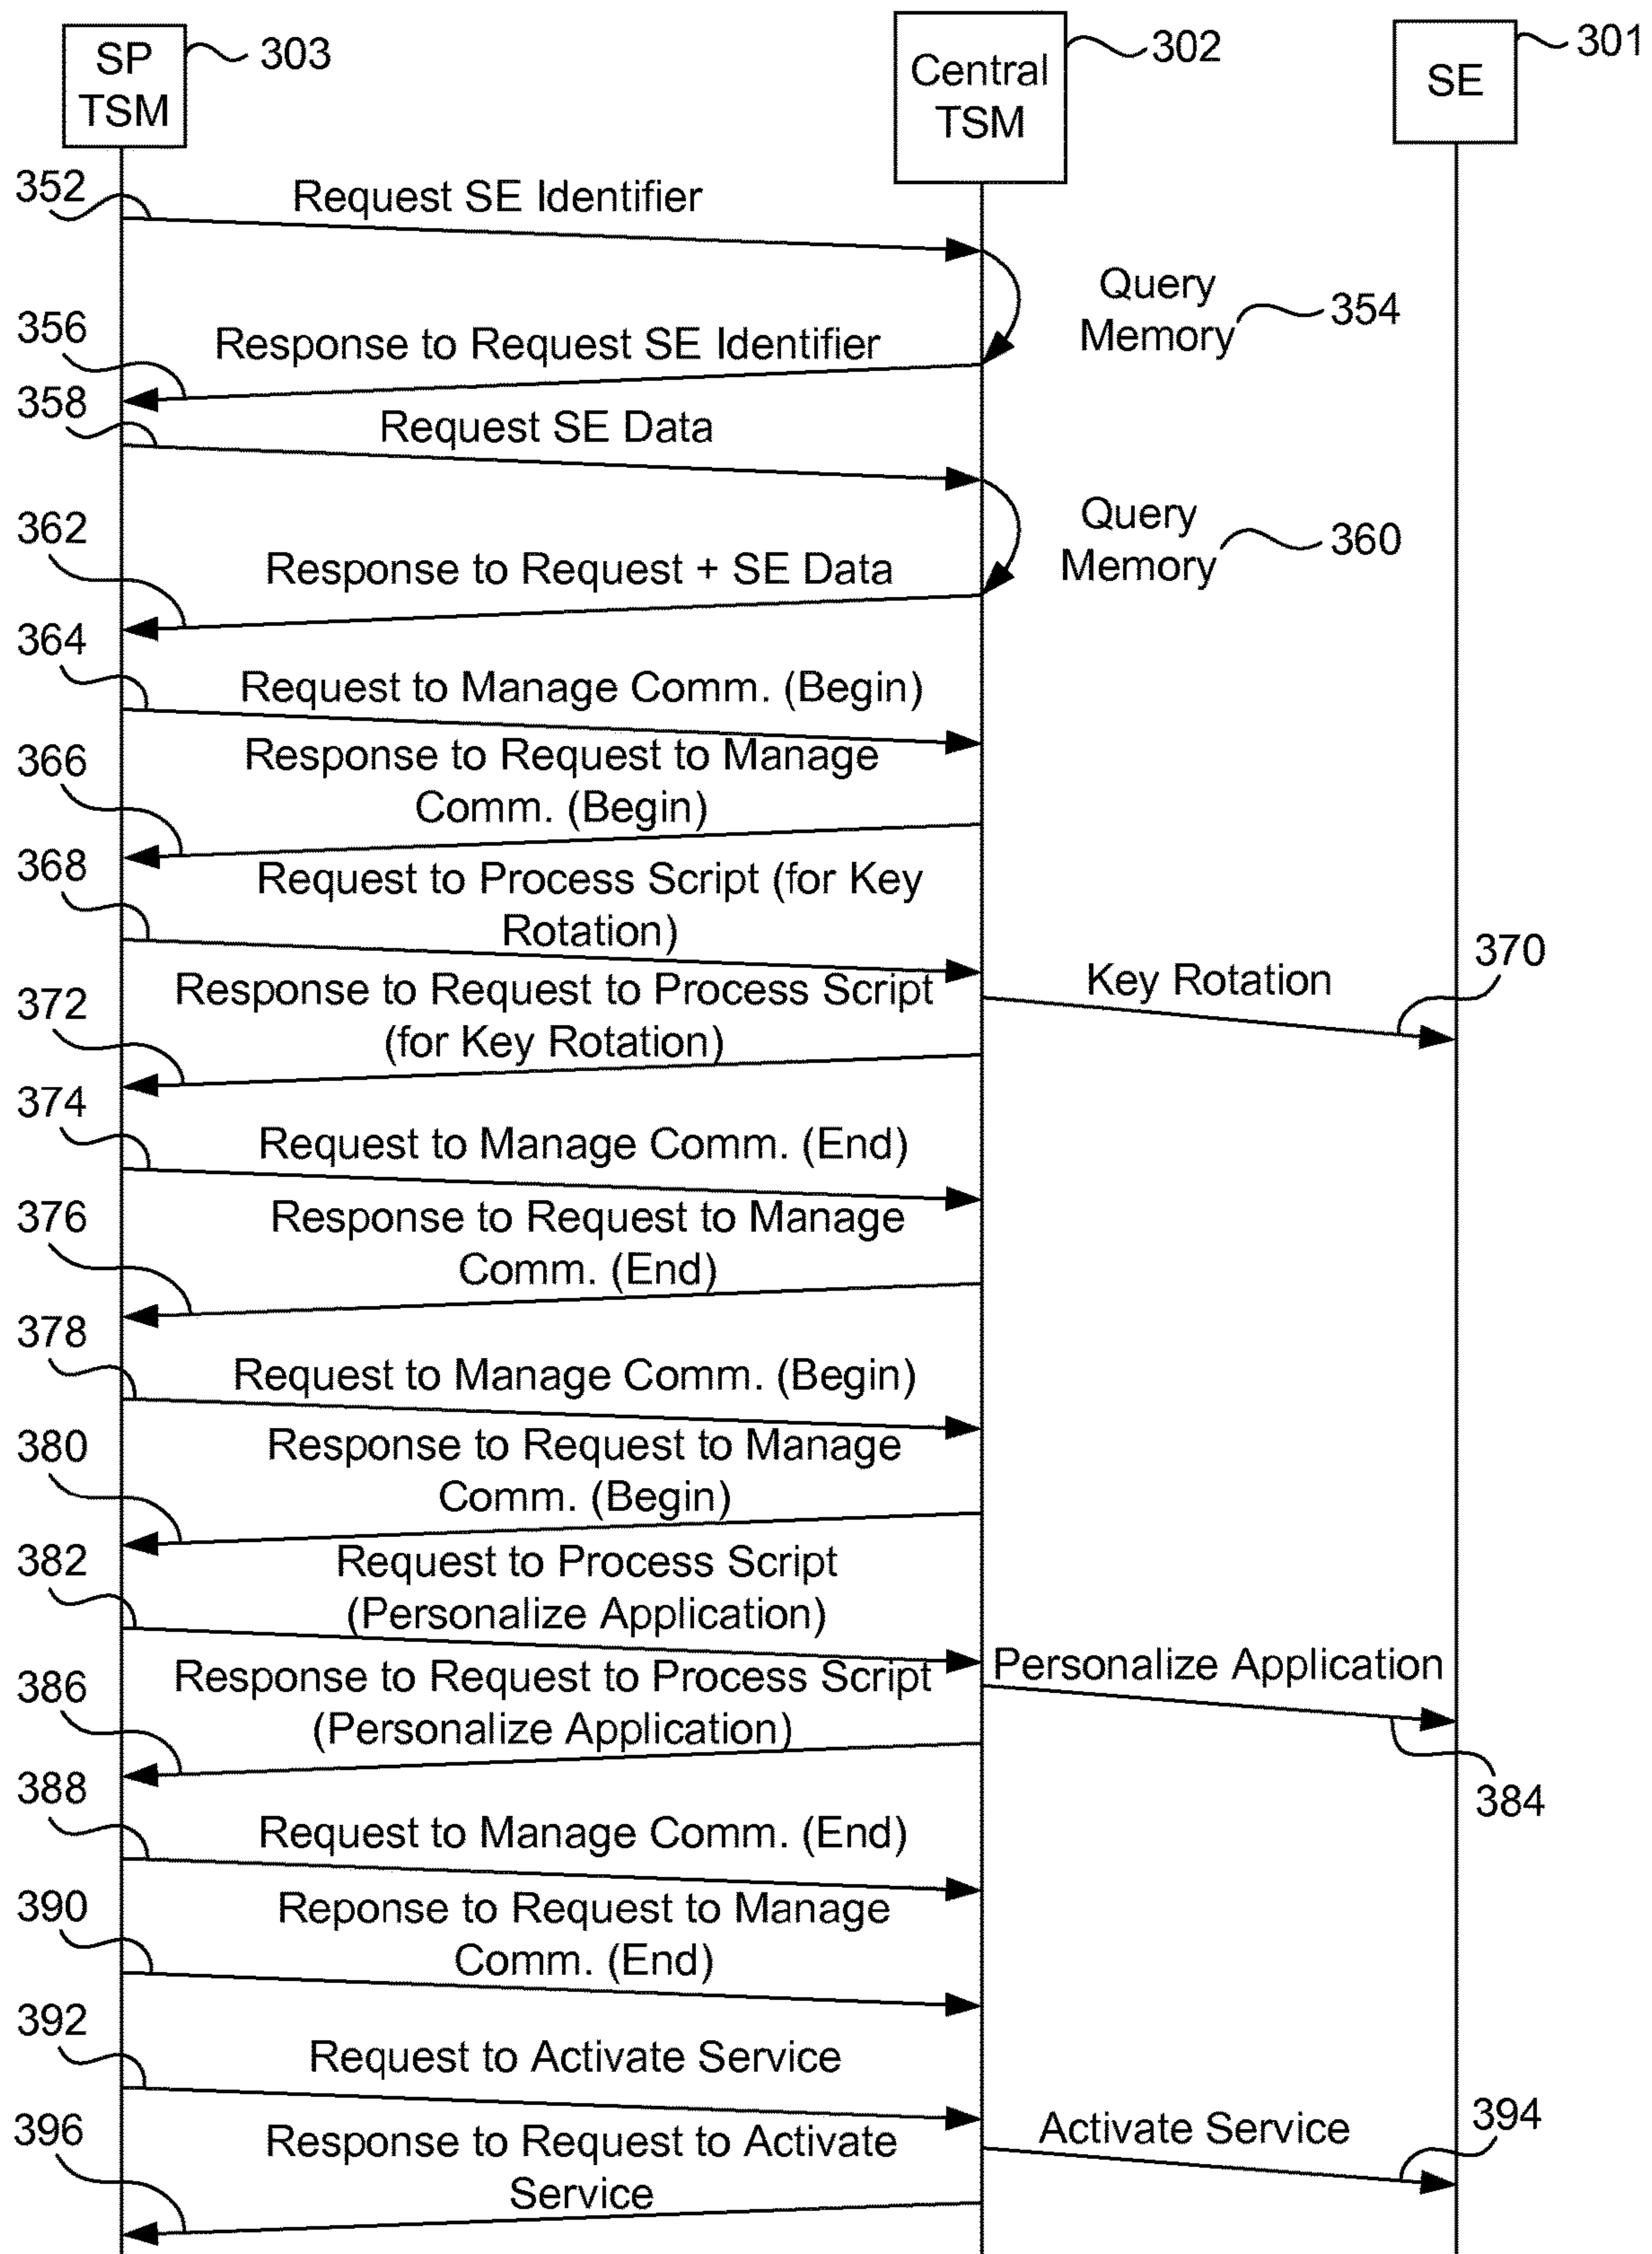 SP
TSM
303
Central
TSM
302
SE
301
352
Request SE Identifier
Query
Memory
354
356
Response to Request SE Identifier
358
Request SE Data
Query
Memory
360
362
Response to Request + SE Data
364
Request to Manage Comm. (Begin)
366
Response to Request to Manage
Comm. (Begin)
368
Request to Process Script (for Key
Rotation)
Key Rotation
370
372
Response to Request to Process Script
(for Key Rotation)
374
Request to Manage Comm. (End)
376
Response to Request to Manage
Comm. (End)
378
Request to Manage Comm. (Begin)
380
Response to Request to Manage
Comm. (Begin)
382
Request to Process Script
(Personalize Application)
Personalize Application
384
386
Response to Request to Process Script
(Personalize Application)
388
Request to Manage Comm. (End)
390
Reponse to Request to Manage
Comm. (End)
392
Request to Activate Service
Activate Service
394
396
Response to Request to Activate
Service